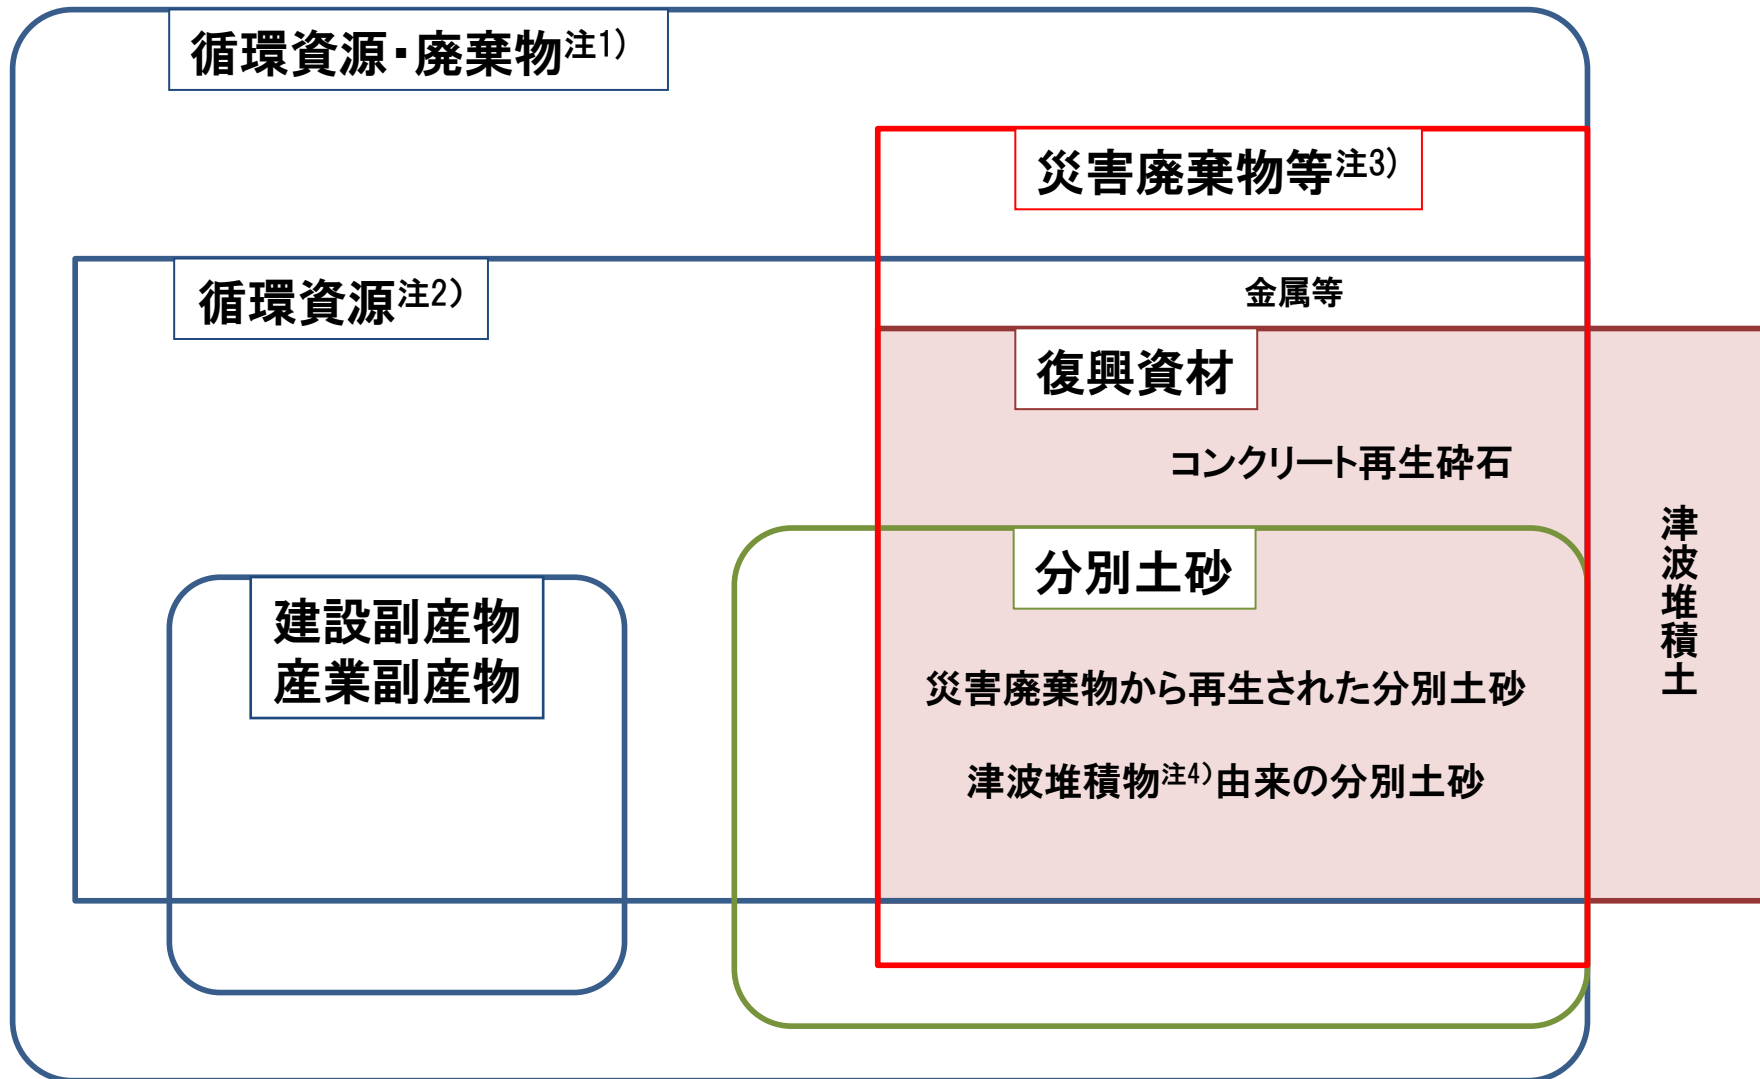 循環資源・廃棄物注1)
災害廃棄物等注3)
循環資源注2)
金属等
復興資材
コンクリート再生砕石
分別土砂
建設副産物
産業副産物
災害廃棄物から再生された分別土砂
津波堆積物注4)由来の分別土砂
津波堆積土